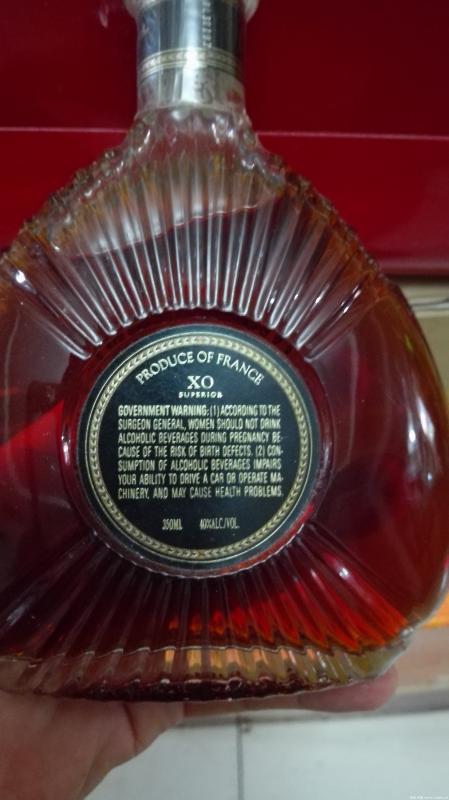 PRODUCE OF FRANCE
XO
SUPERIOR
GOVERNMENT WARNING: (1) ACCORDING TO THE
SURGEON GENERAL, WOMEN SHOULD NOT DRINK
ALCOHOLIC BEVERAGES DURING PREGNANCY BE-
CAUSE OF THE RISK OF BIRTH DEFECTS. (2) CON-
SUMPTION OF ALCOHOLIC BEVERAGES IMPAIRS
YOUR ABILITY TO DRIVE A CAR OR OPERATE MA-
CHINERY, AND MAY CAUSE HEALTH PROBLEMS.
350ML 40%ALC/VOL.